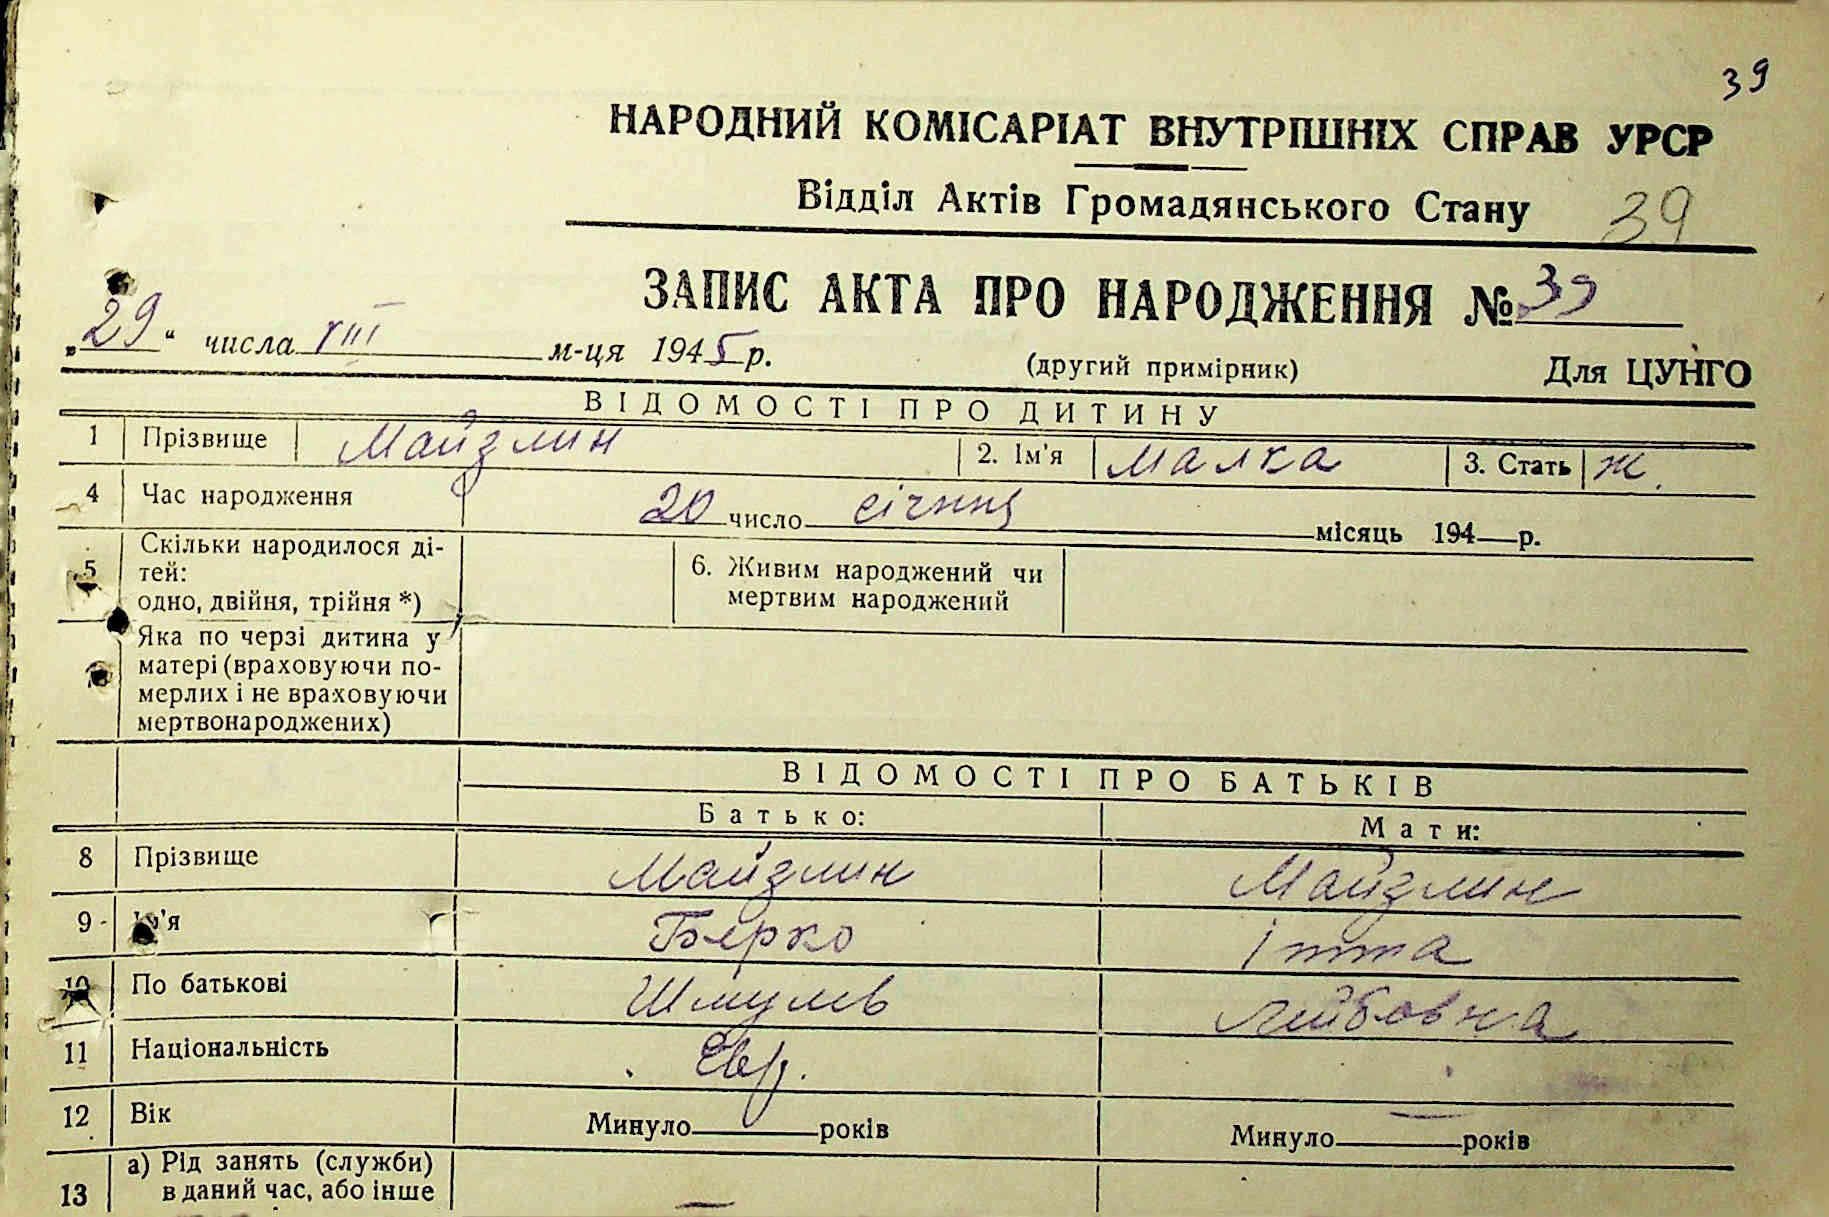 39
НАРОДНИЙ КОМІСАРІАТ ВНУТРІШНІХ СПРАВ УРСР
Відділ Актів Громадянського Стану 39
ЗАПИС АКТА ПРО НАРОДЖЕННЯ № 39
„29“ числа VIII м-ця 1945 р. (другий примірник) Для ЦУНГО
ВІДОМОСТІ ПРО ДИТИНУ
1 Прізвище Майзлин 2. Ім'я Малка 3. Стать Ж.
4 Час народження 20 число січня місяць 194 р.
5 Скільки народилося ді-
тей:
одно, двійня, трійня *)
6. Живим народжений чи
мертвим народжений
Яка по черзі дитина у
матері (враховуючи по-
мерлих і не враховуючи
мертвонароджених)
ВІДОМОСТІ ПРО БАТЬКІВ
Батько: Мати:
8 Прізвище Майзлин Майзлин
9 Ім'я Берко Ітта
10 По батькові Шмулів Лейбовна
11 Національність Євр.
12 Вік Минуло років Минуло років
13 а) Рід занять (служби)
в даний час, або інше